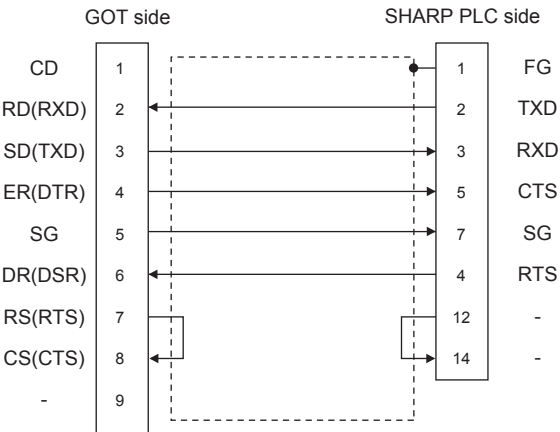 GOT side SHARP PLC side
CD 1 1 FG
RD(RXD) 2 2 TXD
SD(TXD) 3 3 RXD
ER(DTR) 4 5 CTS
SG 5 7 SG
DR(DSR) 6 4 RTS
RS(RTS) 7 12 -
CS(CTS) 8 14 -
- 9